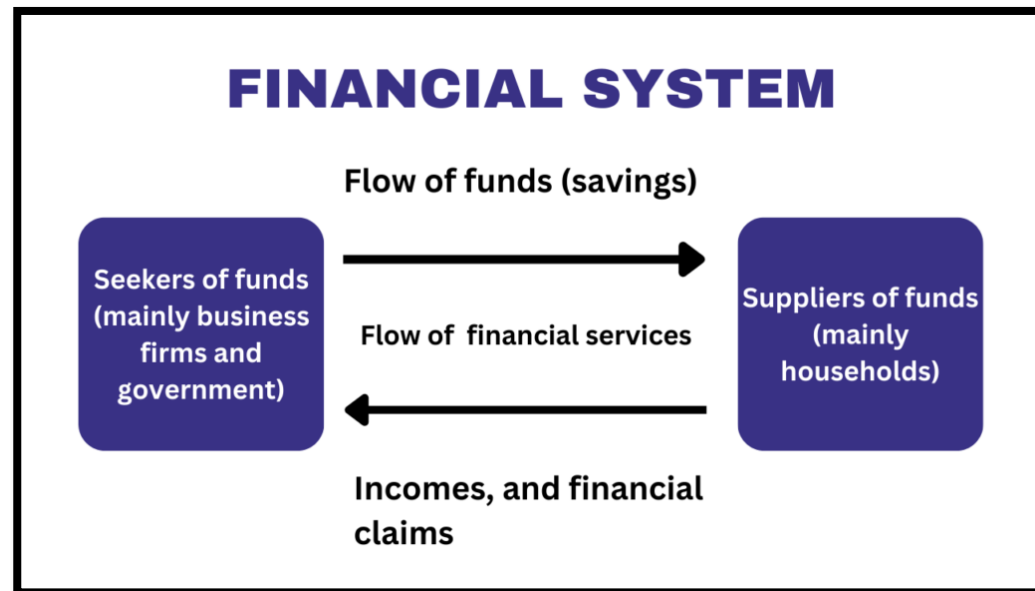 FINANCIAL SYSTEM
Flow of funds (savings)
Seekers of funds
(mainly business
firms and
government)
Flow of financial services
Suppliers of funds
(mainly
households)
Incomes, and financial
claims